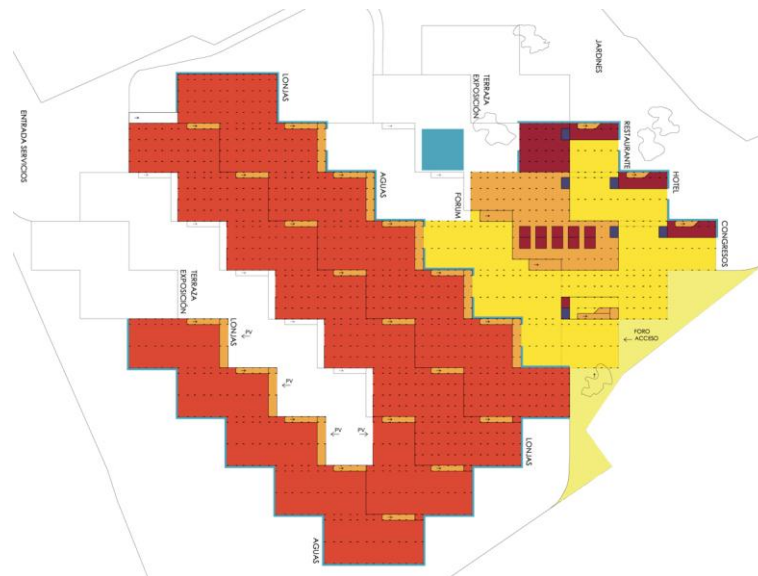 JARDINES
LONJAS
TERRAZA
EXPOSICIÓN
ENTRADA SERVICIOS
RESTAURANTE
AGUAS
HOTEL
FORUM
CONGRESOS
TERRAZA
EXPOSICIÓN
LONJAS
PV
FORO
ACCESO
PV
PV
PV
LONJAS
AGUAS